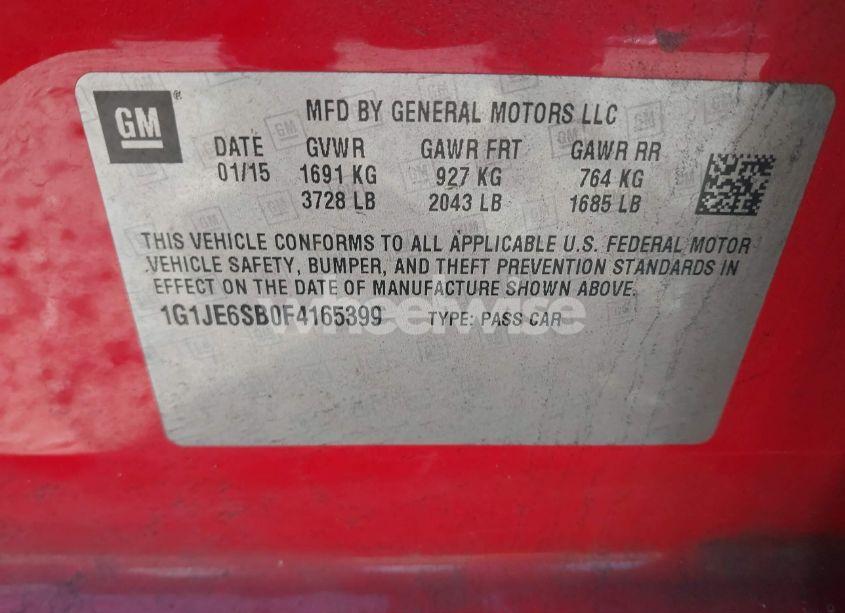 GM
MFD BY GENERAL MOTORS LLC
DATE GVWR GAWR FRT GAWR RR
01/15 1691 KG 927 KG 764 KG
3728 LB 2043 LB 1685 LB
THIS VEHICLE CONFORMS TO ALL APPLICABLE U.S. FEDERAL MOTOR
VEHICLE SAFETY, BUMPER, AND THEFT PREVENTION STANDARDS IN
EFFECT ON THE DATE OF MANUFACTURE SHOWN ABOVE.
1G1JE6SB0F4165399 TYPE: PASS CAR